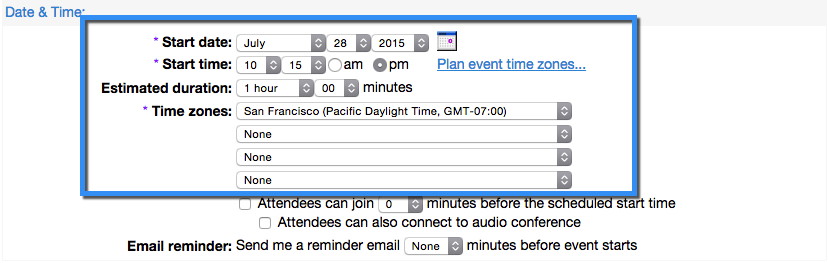 Date & Time:
* Start date: July 28 2015
* Start time: 10 15 am pm Plan event time zones...
Estimated duration: 1 hour 00 minutes
* Time zones: San Francisco (Pacific Daylight Time, GMT-07:00)
None
None
None
Attendees can join 0 minutes before the scheduled start time
Attendees can also connect to audio conference
Email reminder: Send me a reminder email None minutes before event starts